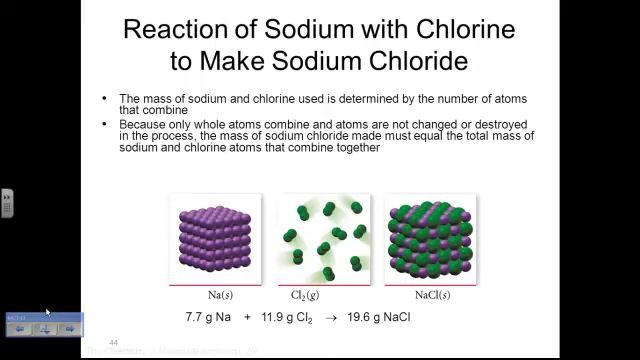 Reaction of Sodium with Chlorine
to Make Sodium Chloride
• The mass of sodium and chlorine used is determined by the number of atoms
that combine
• Because only whole atoms combine and atoms are not changed or destroyed
in the process, the mass of sodium chloride made must equal the total mass of
sodium and chlorine atoms that combine together
Na(s) Cl₂(g) NaCl(s)
7.7 g Na + 11.9 g Cl₂ → 19.6 g NaCl
44